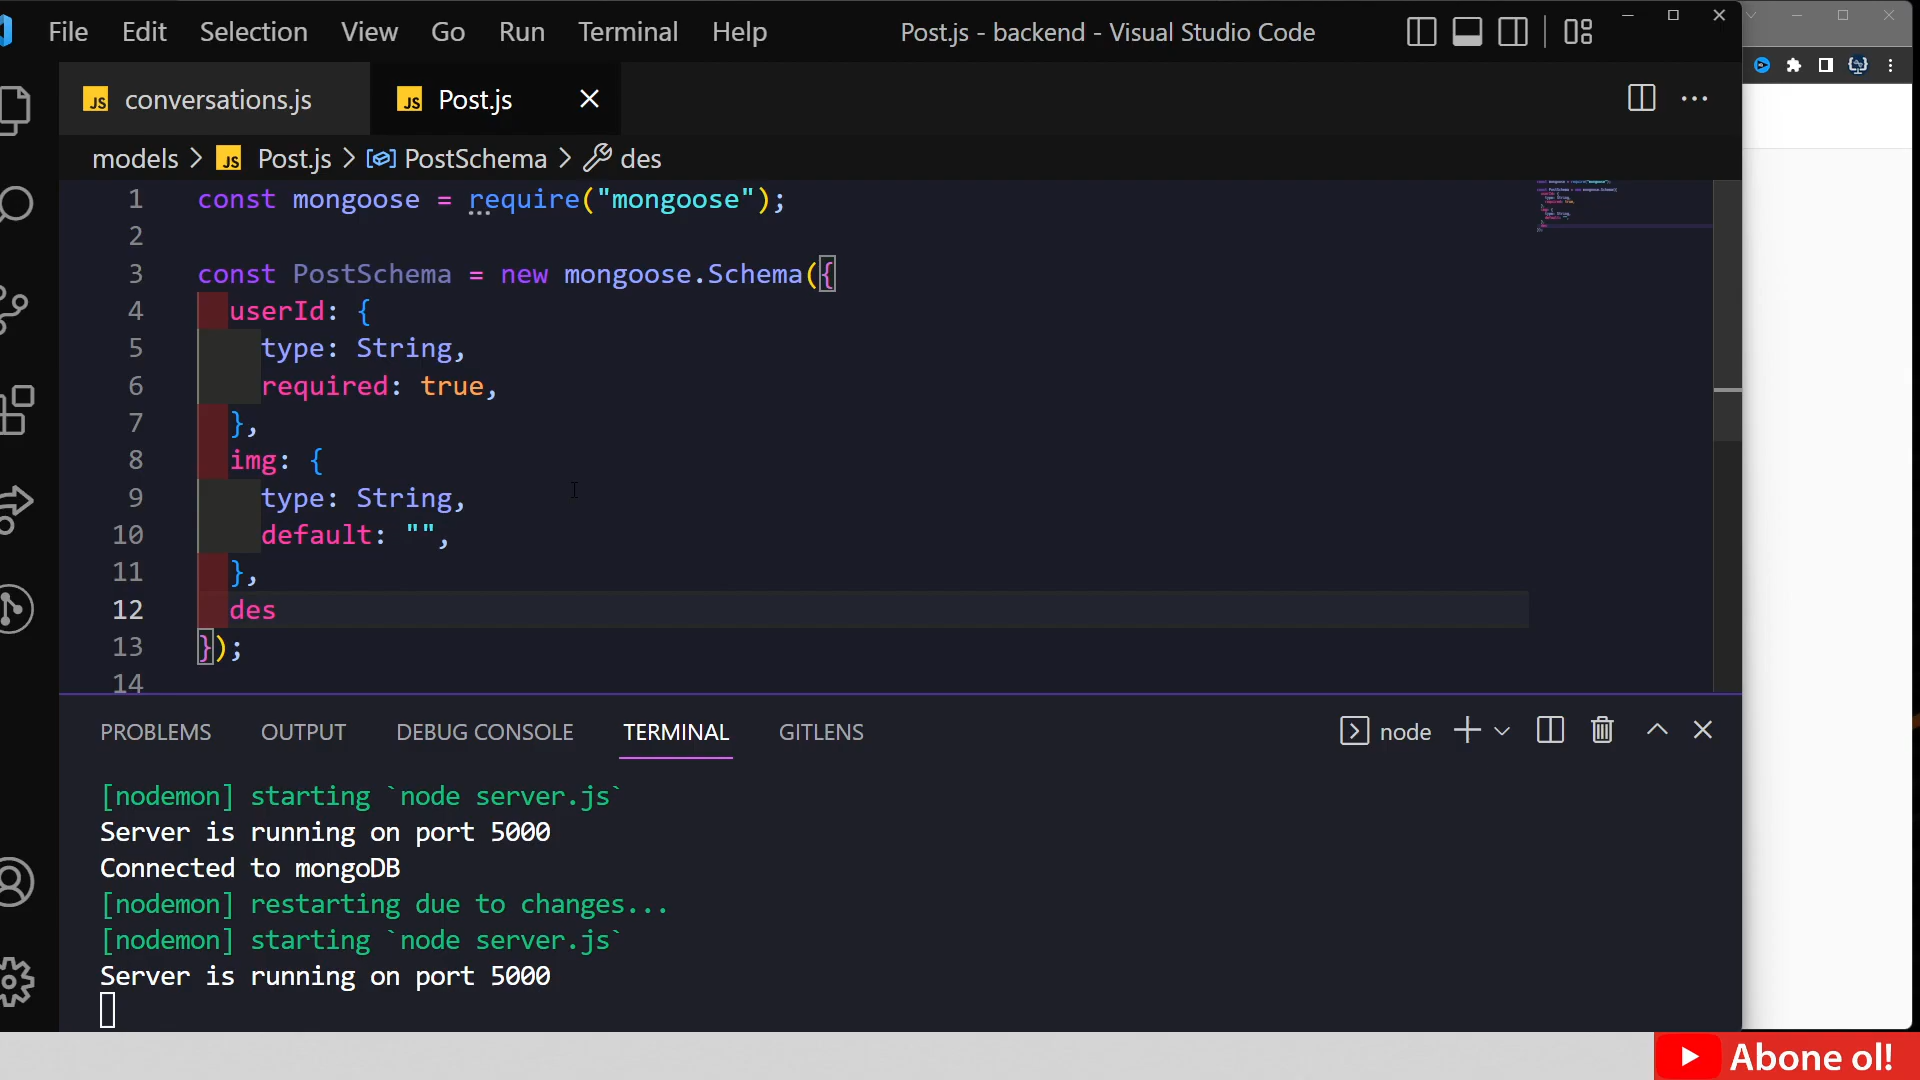 File Edit Selection View Go Run Terminal Help Post.js - backend - Visual Studio Code
JS conversations.js JS Post.js
models > JS Post.js > PostSchema > des
1 const mongoose = require("mongoose");
2
3 const PostSchema = new mongoose.Schema({
4 userId: {
5 type: String,
6 required: true,
7 },
8 img: {
9 type: String,
10 default: "",
11 },
12 des
13 });
14
PROBLEMS OUTPUT DEBUG CONSOLE TERMINAL GITLENS node
[nodemon] starting `node server.js`
Server is running on port 5000
Connected to mongoDB
[nodemon] restarting due to changes...
[nodemon] starting `node server.js`
Server is running on port 5000
Abone ol!